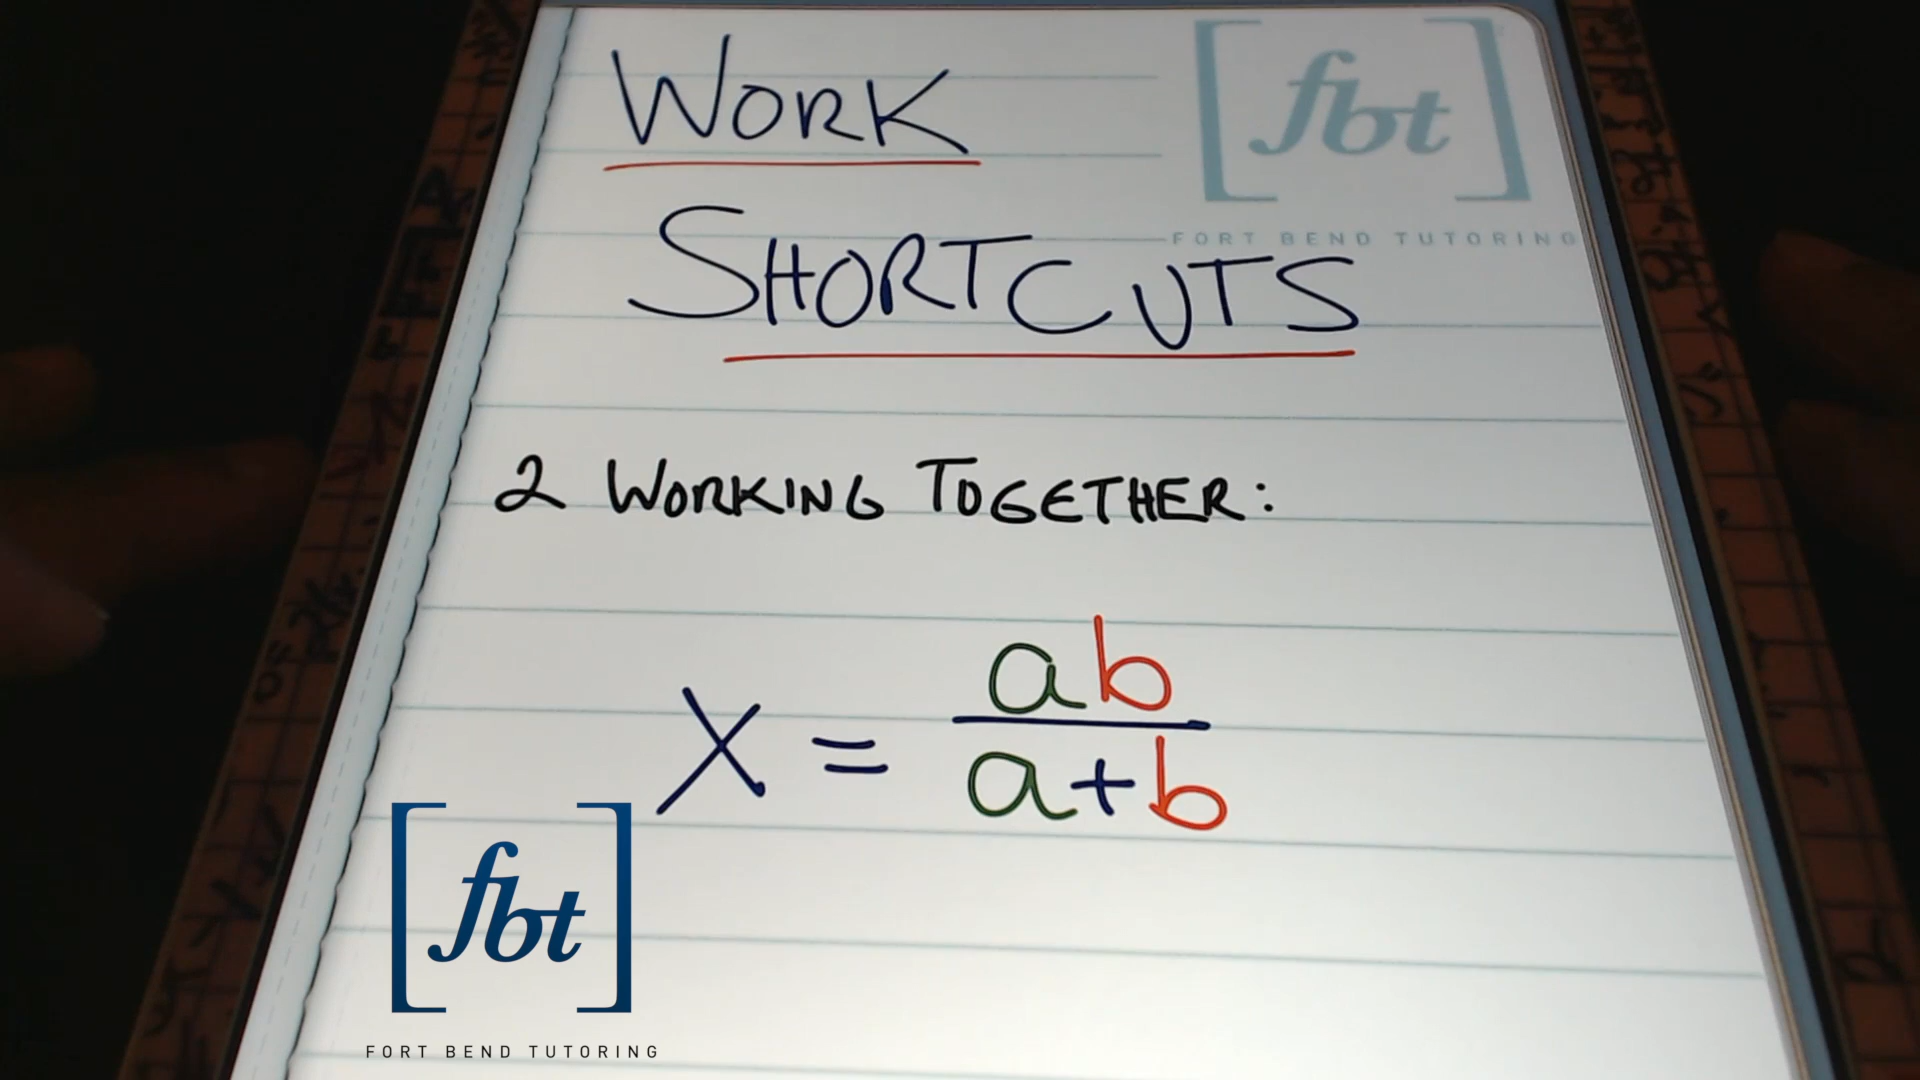 WORK
fbt
FORT BEND TUTORING
SHORTCUTS
2 WORKING TOGETHER:
X = ab / a+b
fbt
FORT BEND TUTORING